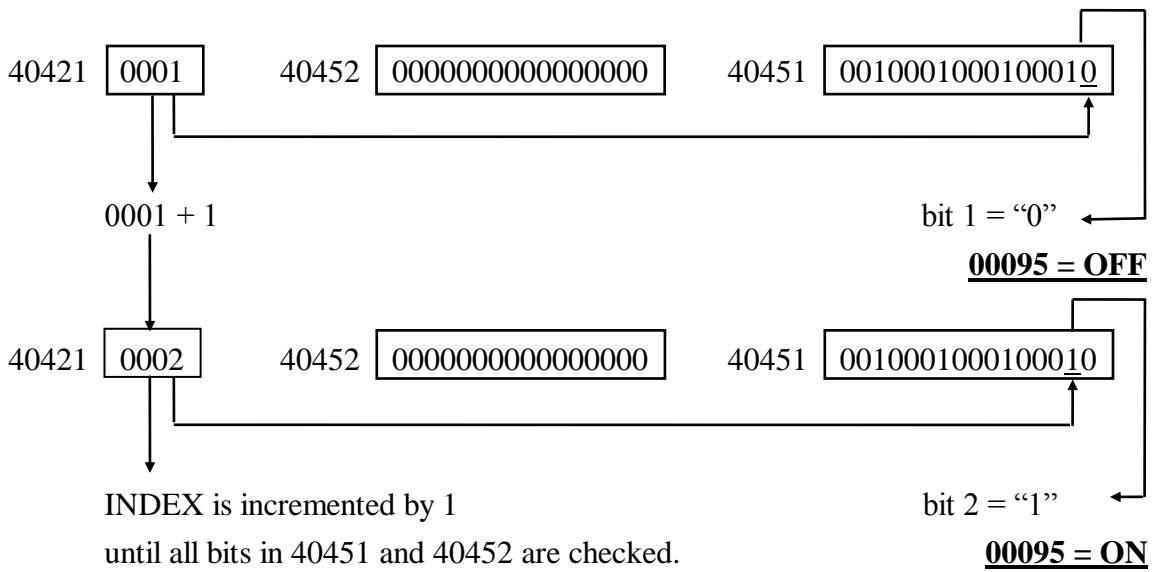 40421 0001 40452 0000000000000000 40451 0010001000100010
0001 + 1 bit 1 = “0”
00095 = OFF
40421 0002 40452 0000000000000000 40451 0010001000100010
INDEX is incremented by 1 bit 2 = “1”
until all bits in 40451 and 40452 are checked. 00095 = ON